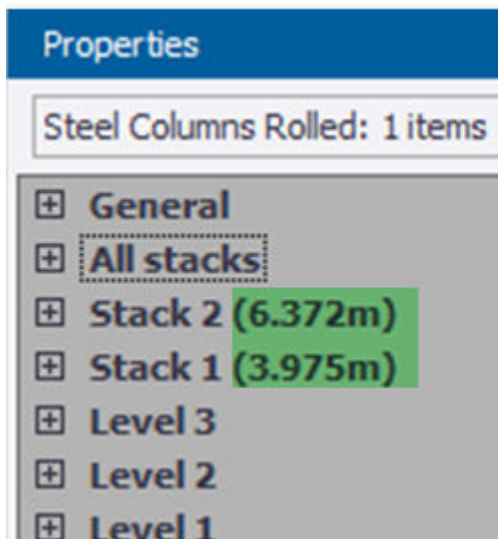 Properties
Steel Columns Rolled: 1 items
General
All stacks
Stack 2 (6.372m)
Stack 1 (3.975m)
Level 3
Level 2
Level 1